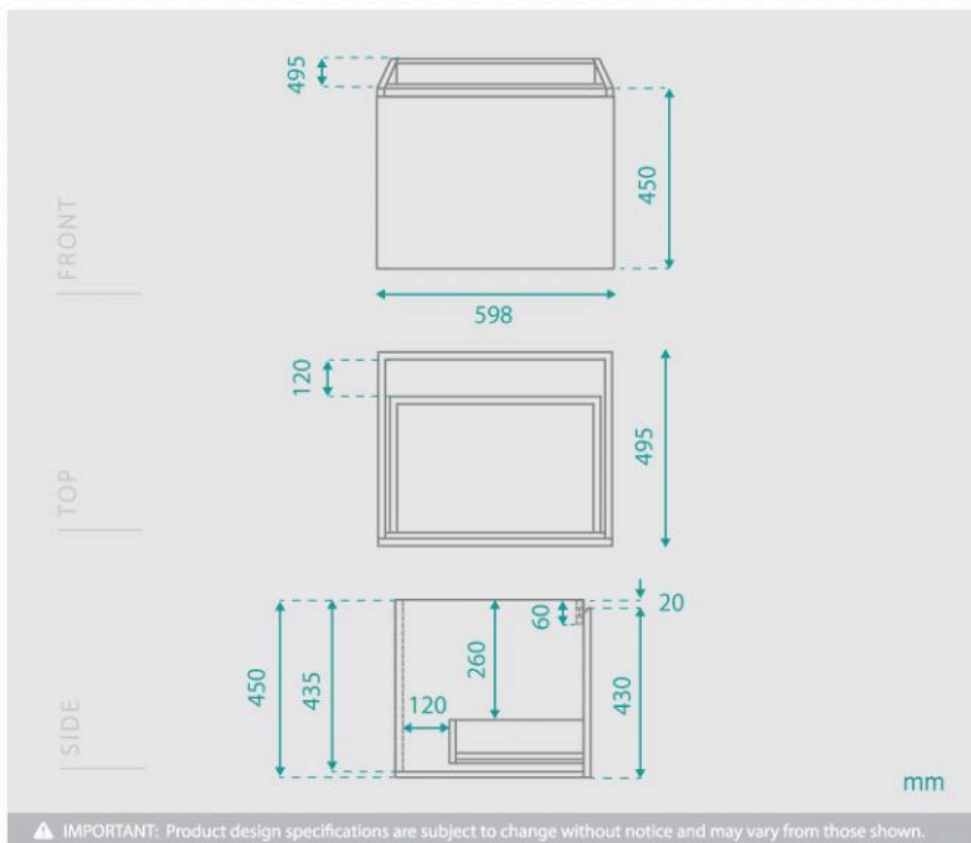 495
450
FRONT
598
120
495
TOP
20
60
260
450
435
430
120
SIDE
mm
IMPORTANT: Product design specifications are subject to change without notice and may vary from those shown.